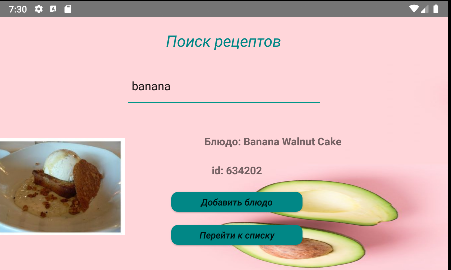 7:30
Поиск рецептов
banana
Блюдо: Banana Walnut Cake
id: 634202
Добавить блюдо
Перейти к списку